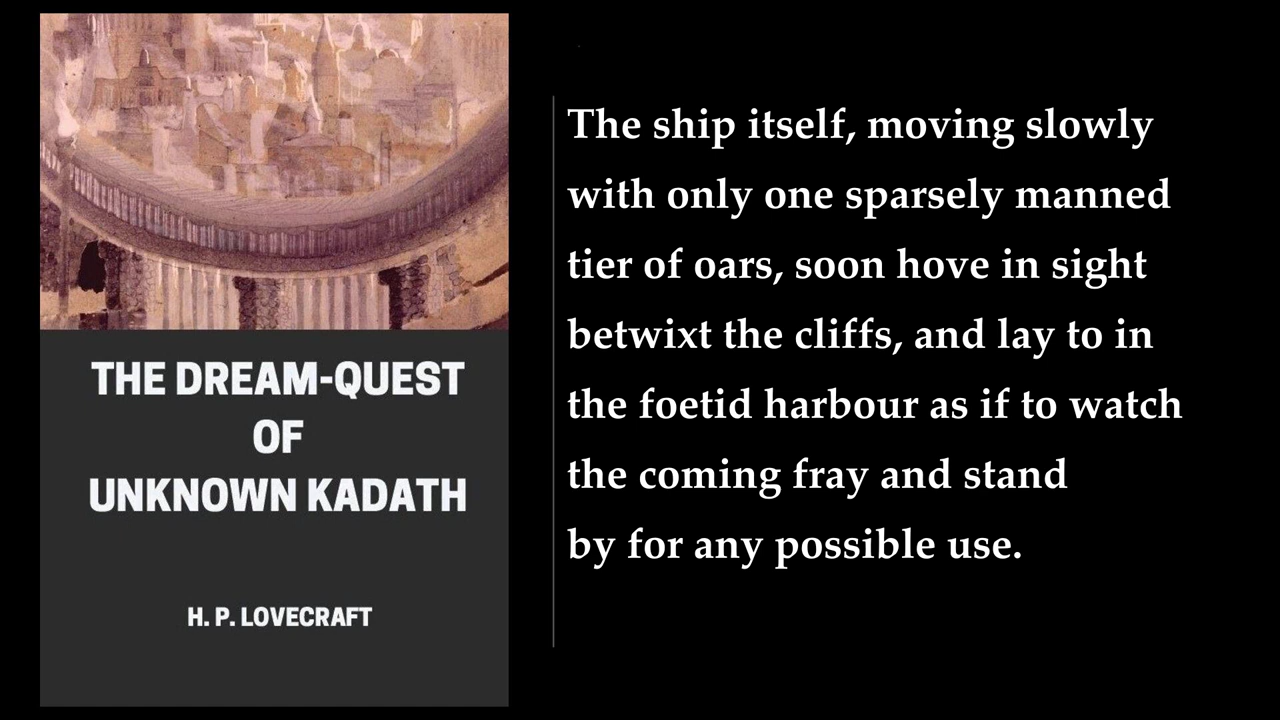 THE DREAM-QUEST
OF
UNKNOWN KADATH
H. P. LOVECRAFT
The ship itself, moving slowly
with only one sparsely manned
tier of oars, soon hove in sight
betwixt the cliffs, and lay to in
the foetid harbour as if to watch
the coming fray and stand
by for any possible use.